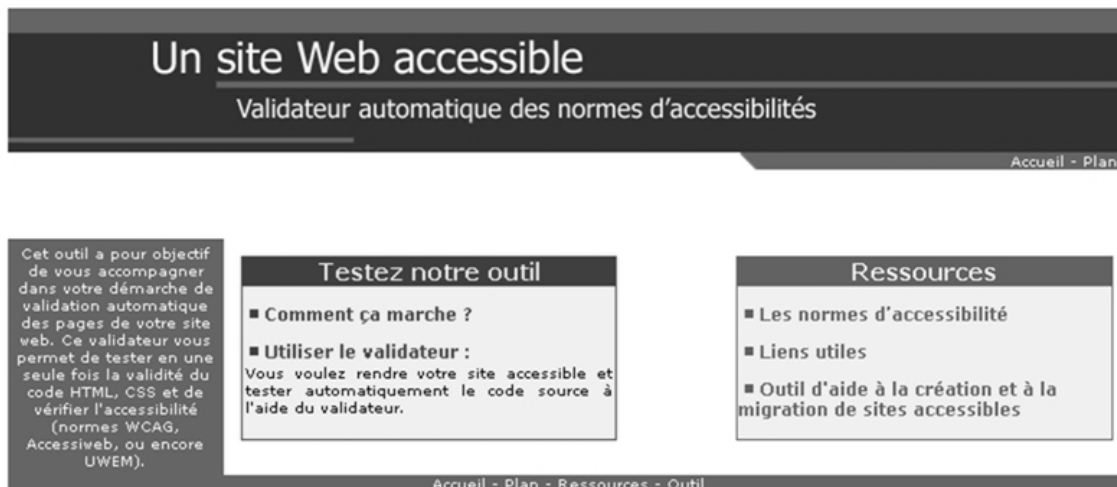 Un site Web accessible
Validateur automatique des normes d'accessibilités
Accueil - Plan
Cet outil a pour objectif
de vous accompagner
dans votre démarche de
validation automatique
des pages de votre site
web. Ce validateur vous
permet de tester en une
seule fois la validité du
code HTML, CSS et de
vérifier l'accessibilité
(normes WCAG,
Accessiweb, ou encore
UWEM).
Testez notre outil
Comment ça marche ?
Utiliser le validateur :
Vous voulez rendre votre site accessible et
tester automatiquement le code source à
l'aide du validateur.
Ressources
Les normes d'accessibilité
Liens utiles
Outil d'aide à la création et à la
migration de sites accessibles
Accueil - Plan - Ressources - Outil